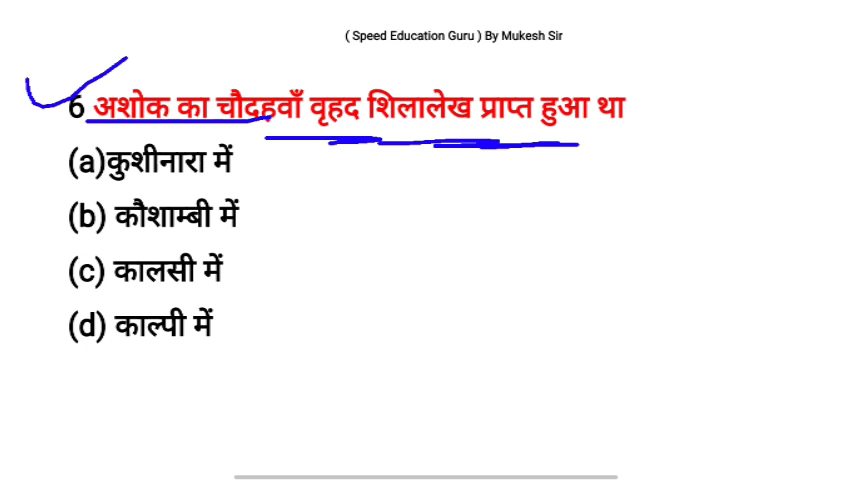 ( Speed Education Guru ) By Mukesh Sir
6 अशोक का चौदहवाँ वृहद शिलालेख प्राप्त हुआ था
(a)कुशीनारा में
(b) कौशाम्बी में
(c) कालसी में
(d) काल्पी में